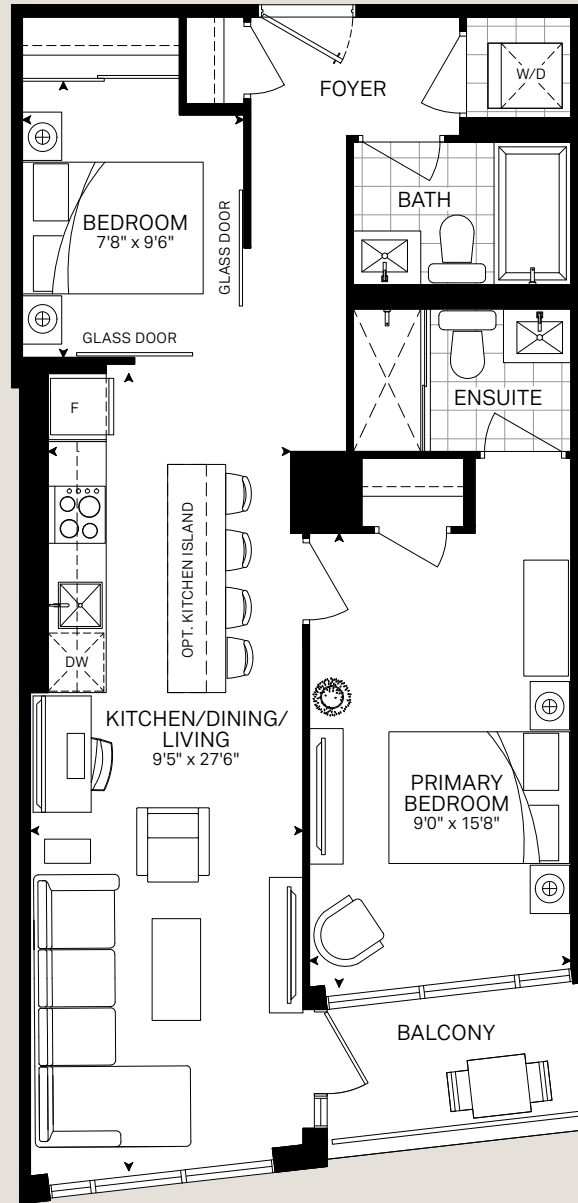 FOYER
W/D
BATH
BEDROOM
7'8" x 9'6"
GLASS DOOR
GLASS DOOR
F
ENSUITE
OPT. KITCHEN ISLAND
DW
KITCHEN/DINING/
LIVING
9'5" x 27'6"
PRIMARY
BEDROOM
9'0" x 15'8"
BALCONY